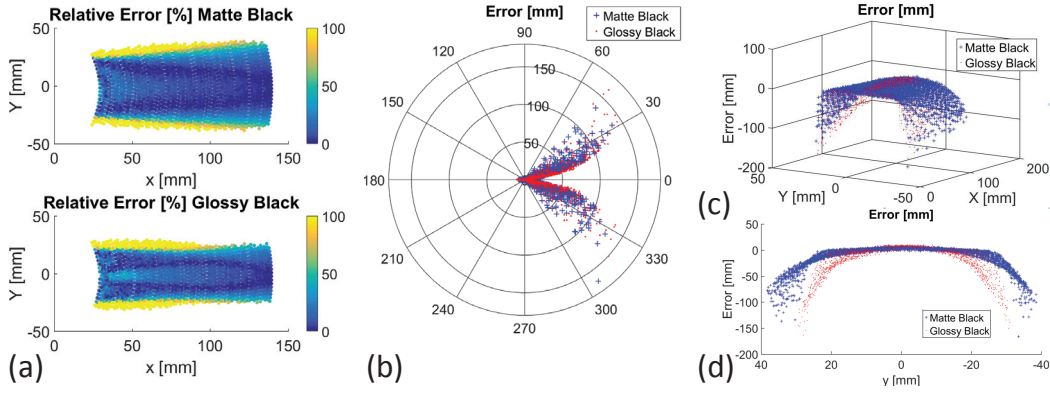 Relative Error [%] Matte Black
50
0
-50
Y [mm]
0
50
100
150
x [mm]
100
50
0
Relative Error [%] Glossy Black
50
0
-50
Y [mm]
0
50
100
150
x [mm]
100
50
0
(a)
Error [mm]
Matte Black
Glossy Black
90
60
30
0
330
300
270
240
210
180
150
120
50
100
150
(b)
Error [mm]
Matte Black
Glossy Black
Error [mm]
100
0
-100
-200
50
0
-50
Y [mm]
0
100
200
X [mm]
(c)
Error [mm]
Error [mm]
50
0
-50
-100
-150
-200
Matte Black
Glossy Black
40
20
0
-20
-40
y [mm]
(d)